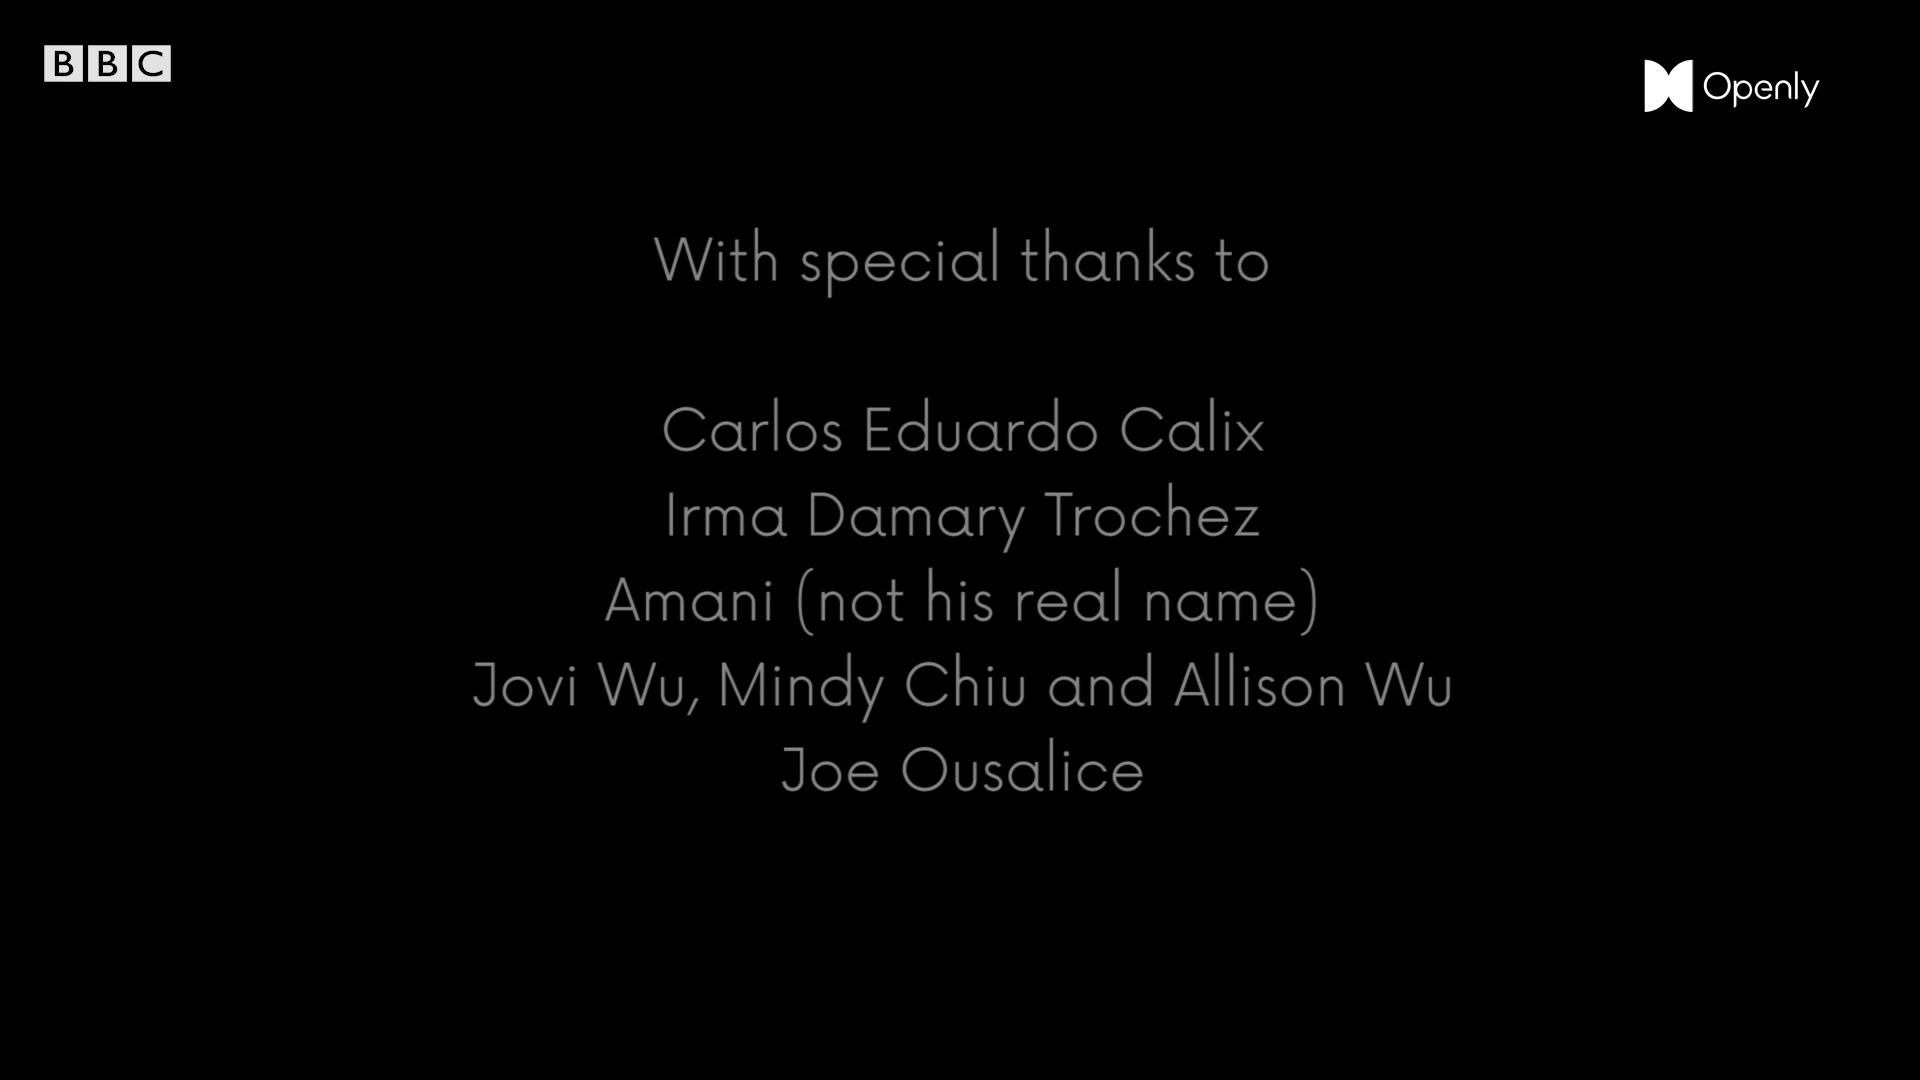 BBC
Openly
With special thanks to
Carlos Eduardo Calix
Irma Damary Trochez
Amani (not his real name)
Jovi Wu, Mindy Chiu and Allison Wu
Joe Ousalice